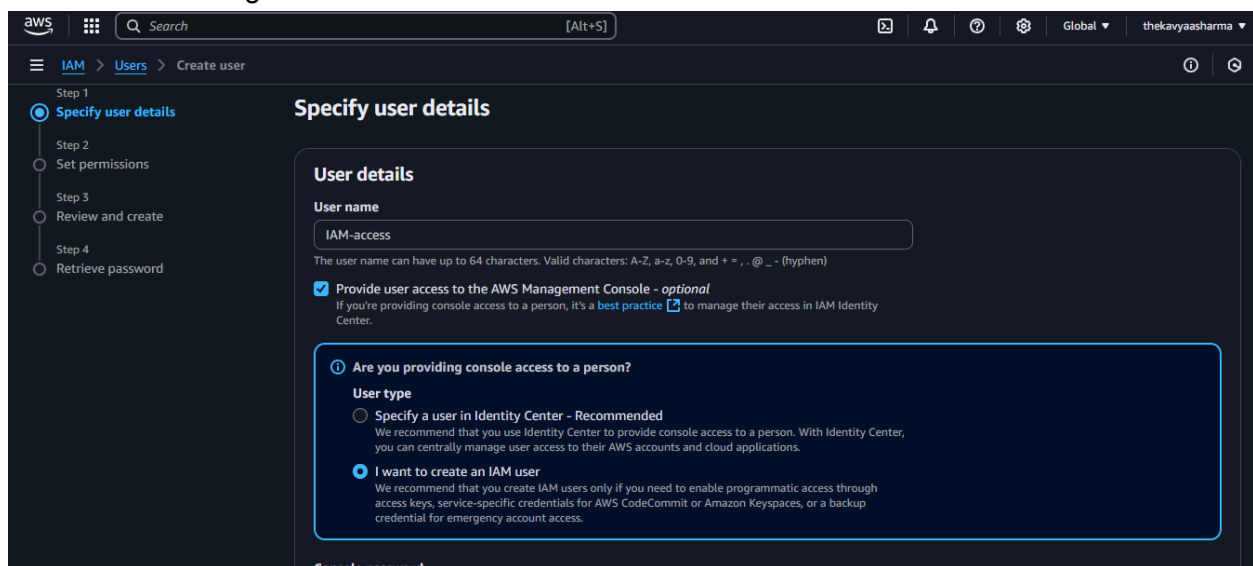 aws
Search
[Alt+S]
Global ▼
thekavyaasharma ▼
IAM > Users > Create user
Step 1
Specify user details
Step 2
Set permissions
Step 3
Review and create
Step 4
Retrieve password
Specify user details
User details
User name
IAM-access
The user name can have up to 64 characters. Valid characters: A-Z, a-z, 0-9, and + = , . @ _ - (hyphen)
Provide user access to the AWS Management Console - optional
If you're providing console access to a person, it's a best practice to manage their access in IAM Identity
Center.
Are you providing console access to a person?
User type
Specify a user in Identity Center - Recommended
We recommend that you use Identity Center to provide console access to a person. With Identity Center,
you can centrally manage user access to their AWS accounts and cloud applications.
I want to create an IAM user
We recommend that you create IAM users only if you need to enable programmatic access through
access keys, service-specific credentials for AWS CodeCommit or Amazon Keyspaces, or a backup
credential for emergency account access.